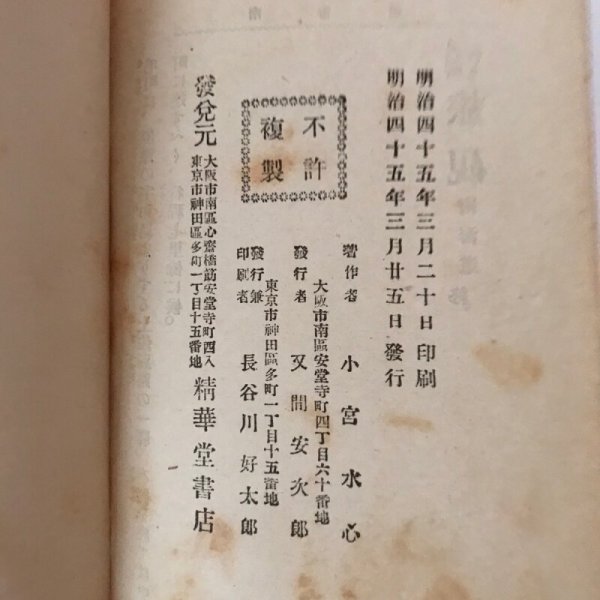 明治四十五年三月二十日印刷
明治四十五年三月廿五日發行
不許
複製
著作者 小宮水心
大阪市南區安堂寺町四丁目六十番地
發行者 又間安次郎
東京市神田區多町一丁目十五番地
發行兼
印刷者 長谷川好太郎
發兌元
大阪市南區心齋橋筋安堂寺町四入
東京市神田區多町一丁目十五番地
精華堂書店